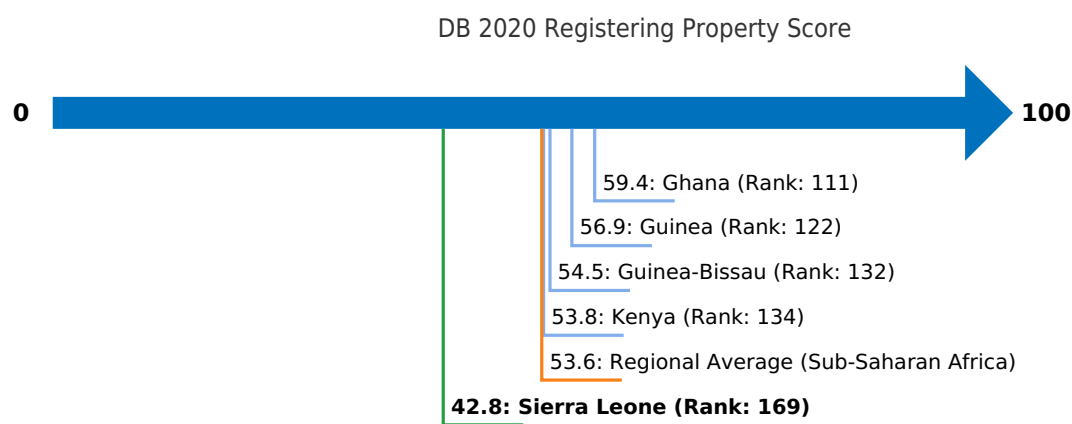 DB 2020 Registering Property Score
0
100
59.4: Ghana (Rank: 111)
56.9: Guinea (Rank: 122)
54.5: Guinea-Bissau (Rank: 132)
53.8: Kenya (Rank: 134)
53.6: Regional Average (Sub-Saharan Africa)
42.8: Sierra Leone (Rank: 169)